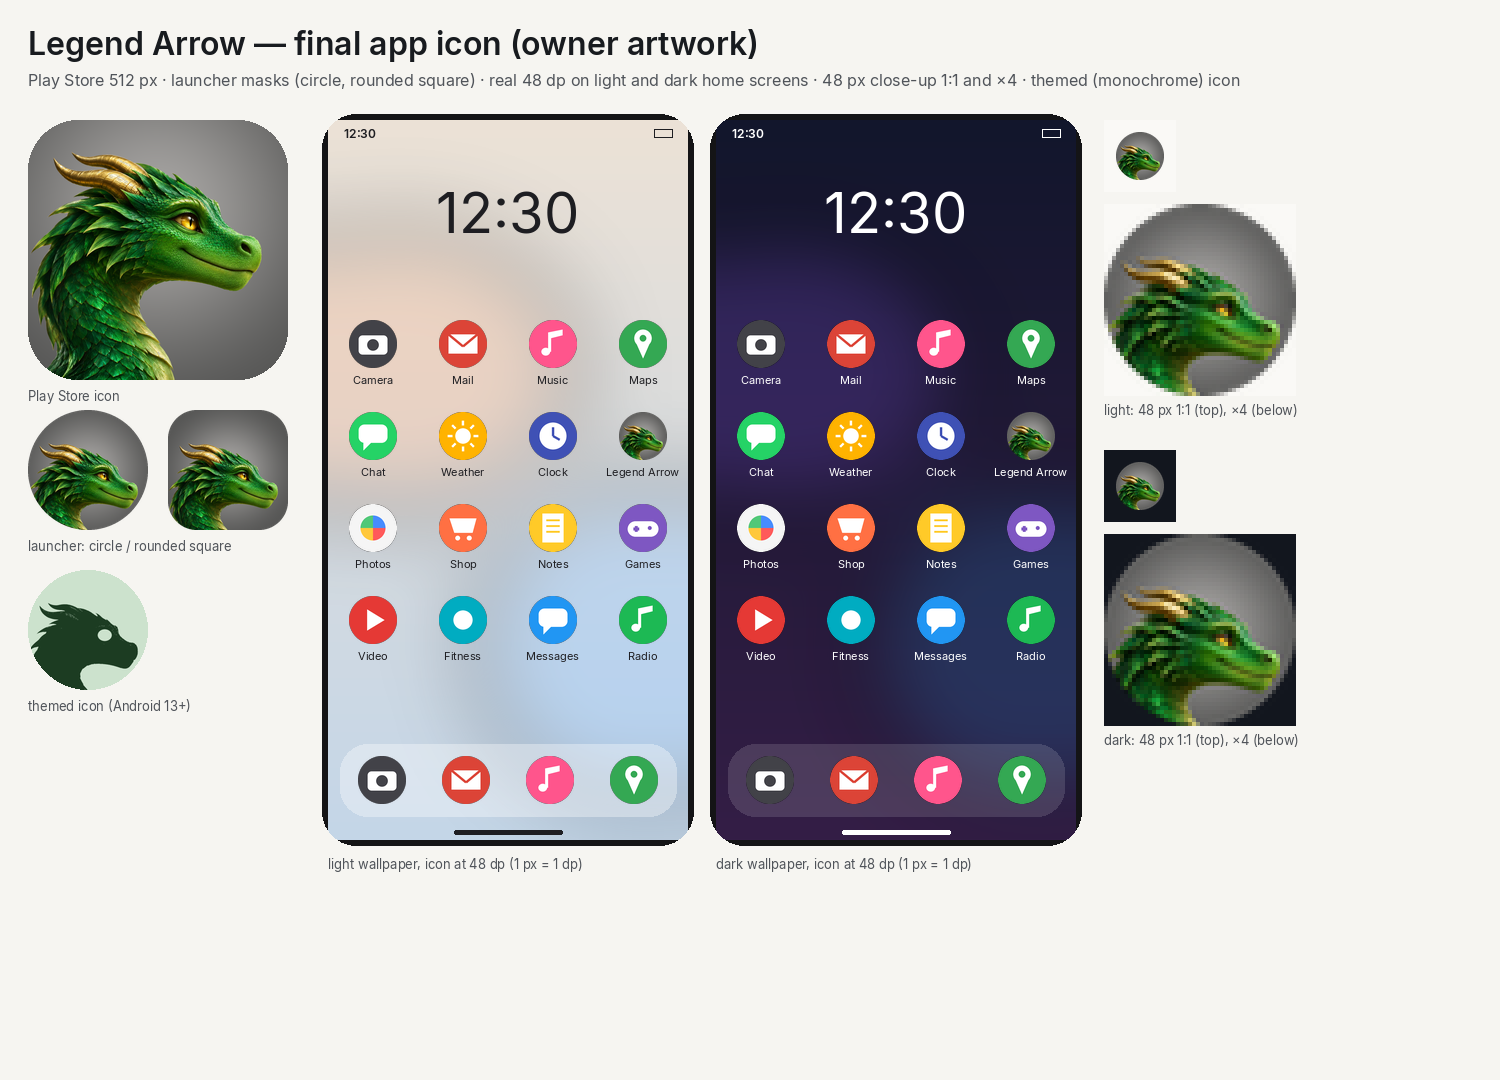 Legend Arrow — final app icon (owner artwork)
Play Store 512 px · launcher masks (circle, rounded square) · real 48 dp on light and dark home screens · 48 px close-up 1:1 and ×4 · themed (monochrome) icon
Play Store icon
launcher: circle / rounded square
themed icon (Android 13+)
12:30
12:30
Camera Mail Music Maps
Chat Weather Clock Legend Arrow
Photos Shop Notes Games
Video Fitness Messages Radio
light wallpaper, icon at 48 dp (1 px = 1 dp)
12:30
12:30
Camera Mail Music Maps
Chat Weather Clock Legend Arrow
Photos Shop Notes Games
Video Fitness Messages Radio
dark wallpaper, icon at 48 dp (1 px = 1 dp)
light: 48 px 1:1 (top), ×4 (below)
dark: 48 px 1:1 (top), ×4 (below)